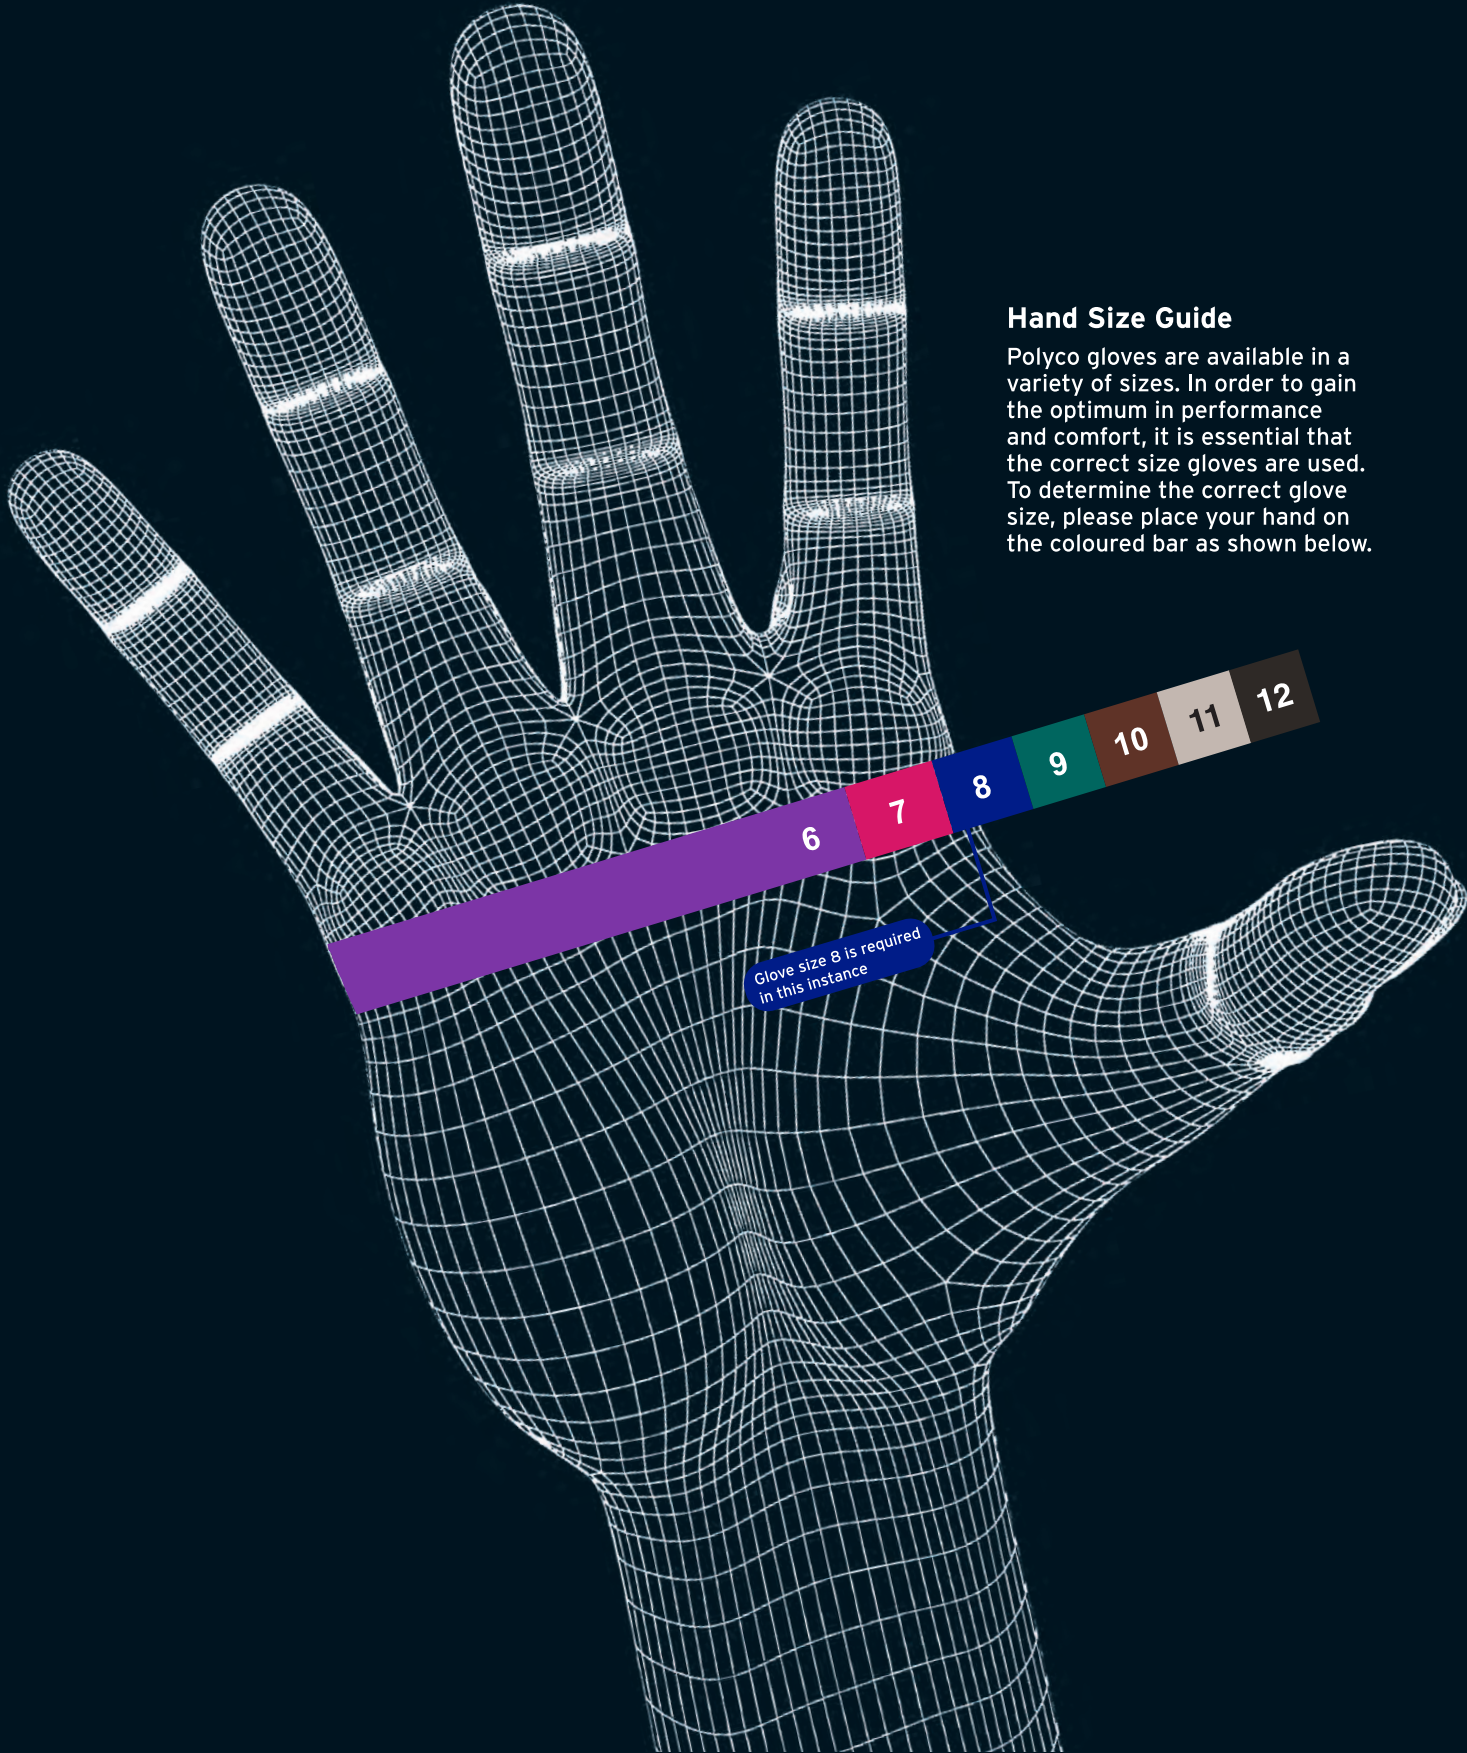 Hand Size Guide
Polyco gloves are available in a
variety of sizes. In order to gain
the optimum in performance
and comfort, it is essential that
the correct size gloves are used.
To determine the correct glove
size, please place your hand on
the coloured bar as shown below.
6 7 8 9 10 11 12
Glove size 8 is required
in this instance